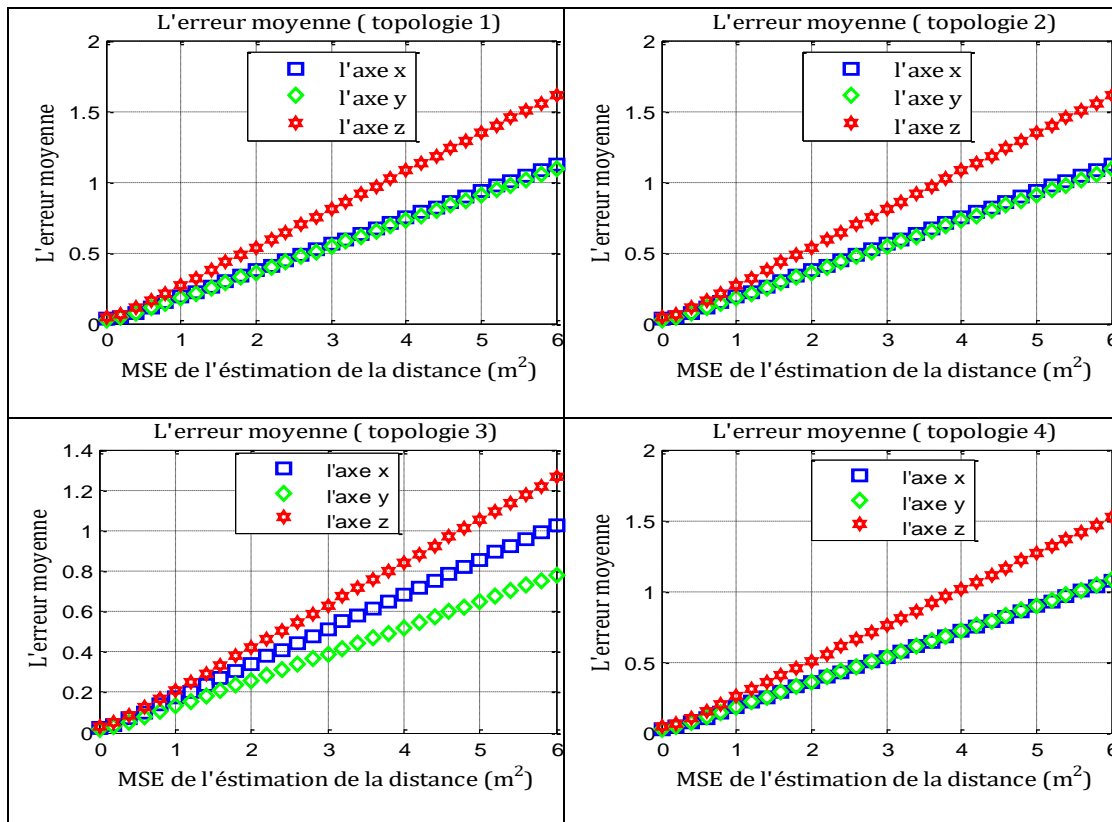 L'erreur moyenne ( topologie 1)
2
1.5
1
0.5
0
L'erreur moyenne
l'axe x
l'axe y
l'axe z
0 1 2 3 4 5 6
MSE de l'éstimation de la distance (m²)
L'erreur moyenne ( topologie 2)
2
1.5
1
0.5
0
L'erreur moyenne
l'axe x
l'axe y
l'axe z
0 1 2 3 4 5 6
MSE de l'éstimation de la distance (m²)
L'erreur moyenne ( topologie 3)
1.4
1.2
1
0.8
0.6
0.4
0.2
0
L'erreur moyenne
l'axe x
l'axe y
l'axe z
0 1 2 3 4 5 6
MSE de l'éstimation de la distance (m²)
L'erreur moyenne ( topologie 4)
2
1.5
1
0.5
0
L'erreur moyenne
l'axe x
l'axe y
l'axe z
0 1 2 3 4 5 6
MSE de l'éstimation de la distance (m²)